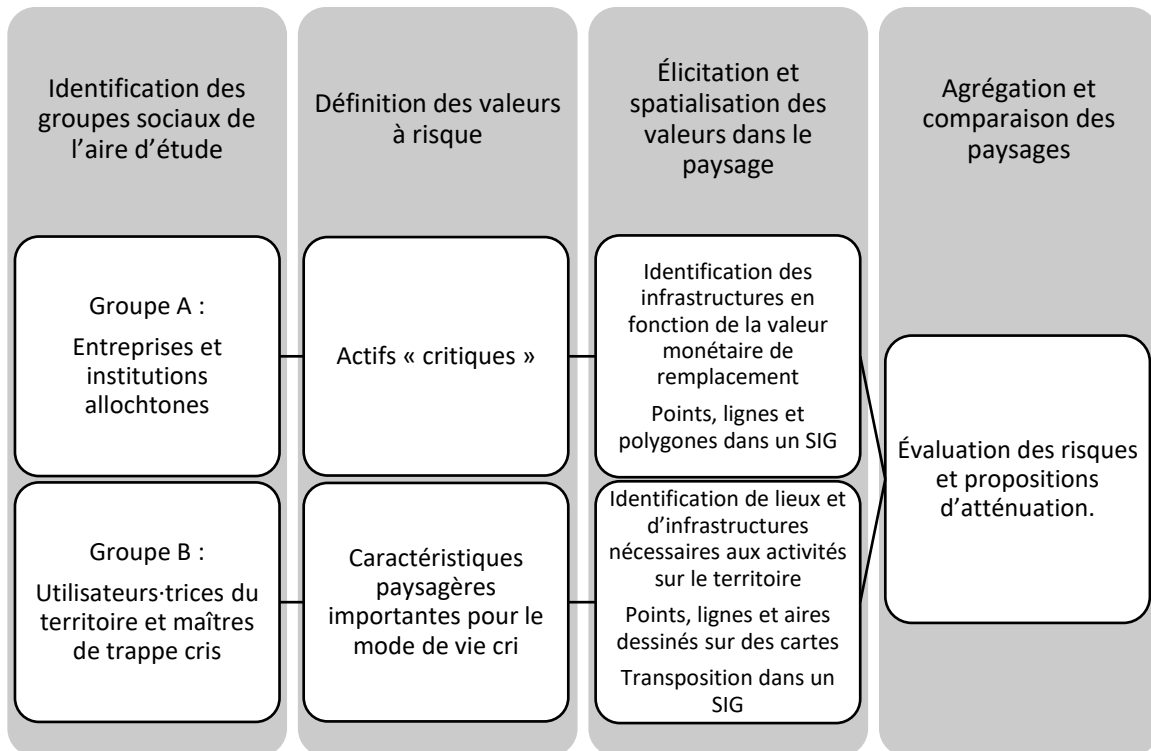 Identification des
groupes sociaux de
l’aire d’étude
Définition des valeurs
à risque
Élicitation et
spatialisation des
valeurs dans le
paysage
Agrégation et
comparaison des
paysages
Groupe A :
Entreprises et
institutions
allochtones
Actifs « critiques »
Identification des
infrastructures en
fonction de la valeur
monétaire de
remplacement
Points, lignes et
polygones dans un SIG
Groupe B :
Utilisateurs·trices du
territoire et maîtres
de trappe cris
Caractéristiques
paysagères
importantes pour le
mode de vie cri
Identification de lieux et
d’infrastructures
nécessaires aux activités
sur le territoire
Points, lignes et aires
dessinés sur des cartes
Transposition dans un
SIG
Évaluation des risques
et propositions
d’atténuation.